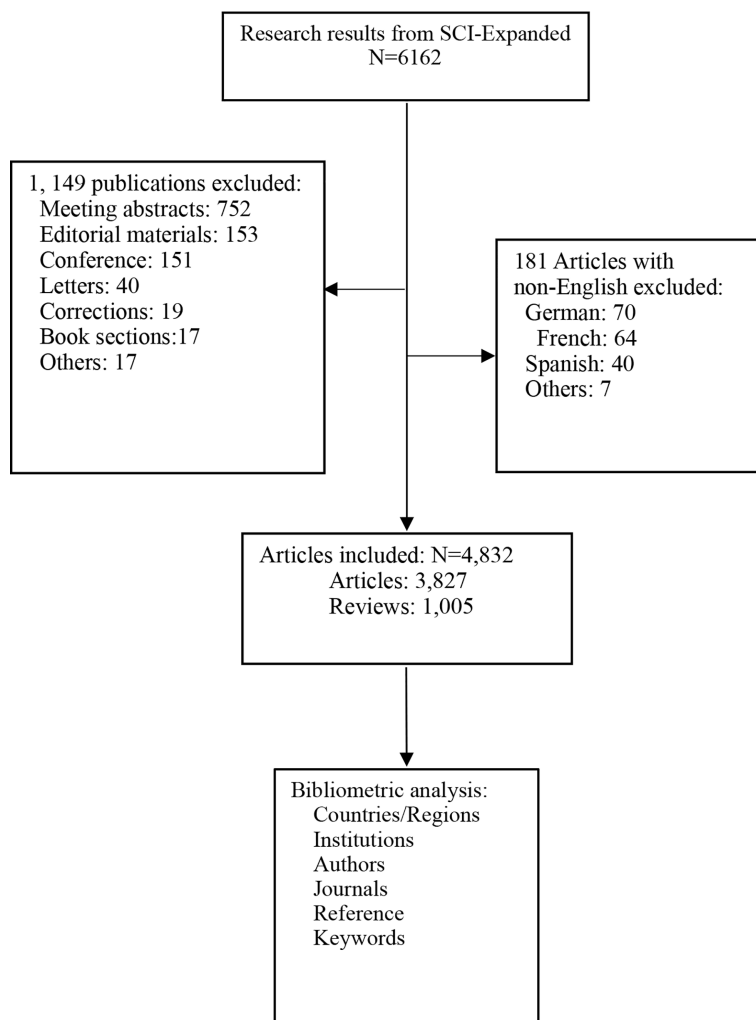 Research results from SCI-Expanded
N=6162
1, 149 publications excluded:
Meeting abstracts: 752
Editorial materials: 153
Conference: 151
Letters: 40
Corrections: 19
Book sections:17
Others: 17
181 Articles with
non-English excluded:
German: 70
French: 64
Spanish: 40
Others: 7
Articles included: N=4,832
Articles: 3,827
Reviews: 1,005
Bibliometric analysis:
Countries/Regions
Institutions
Authors
Journals
Reference
Keywords